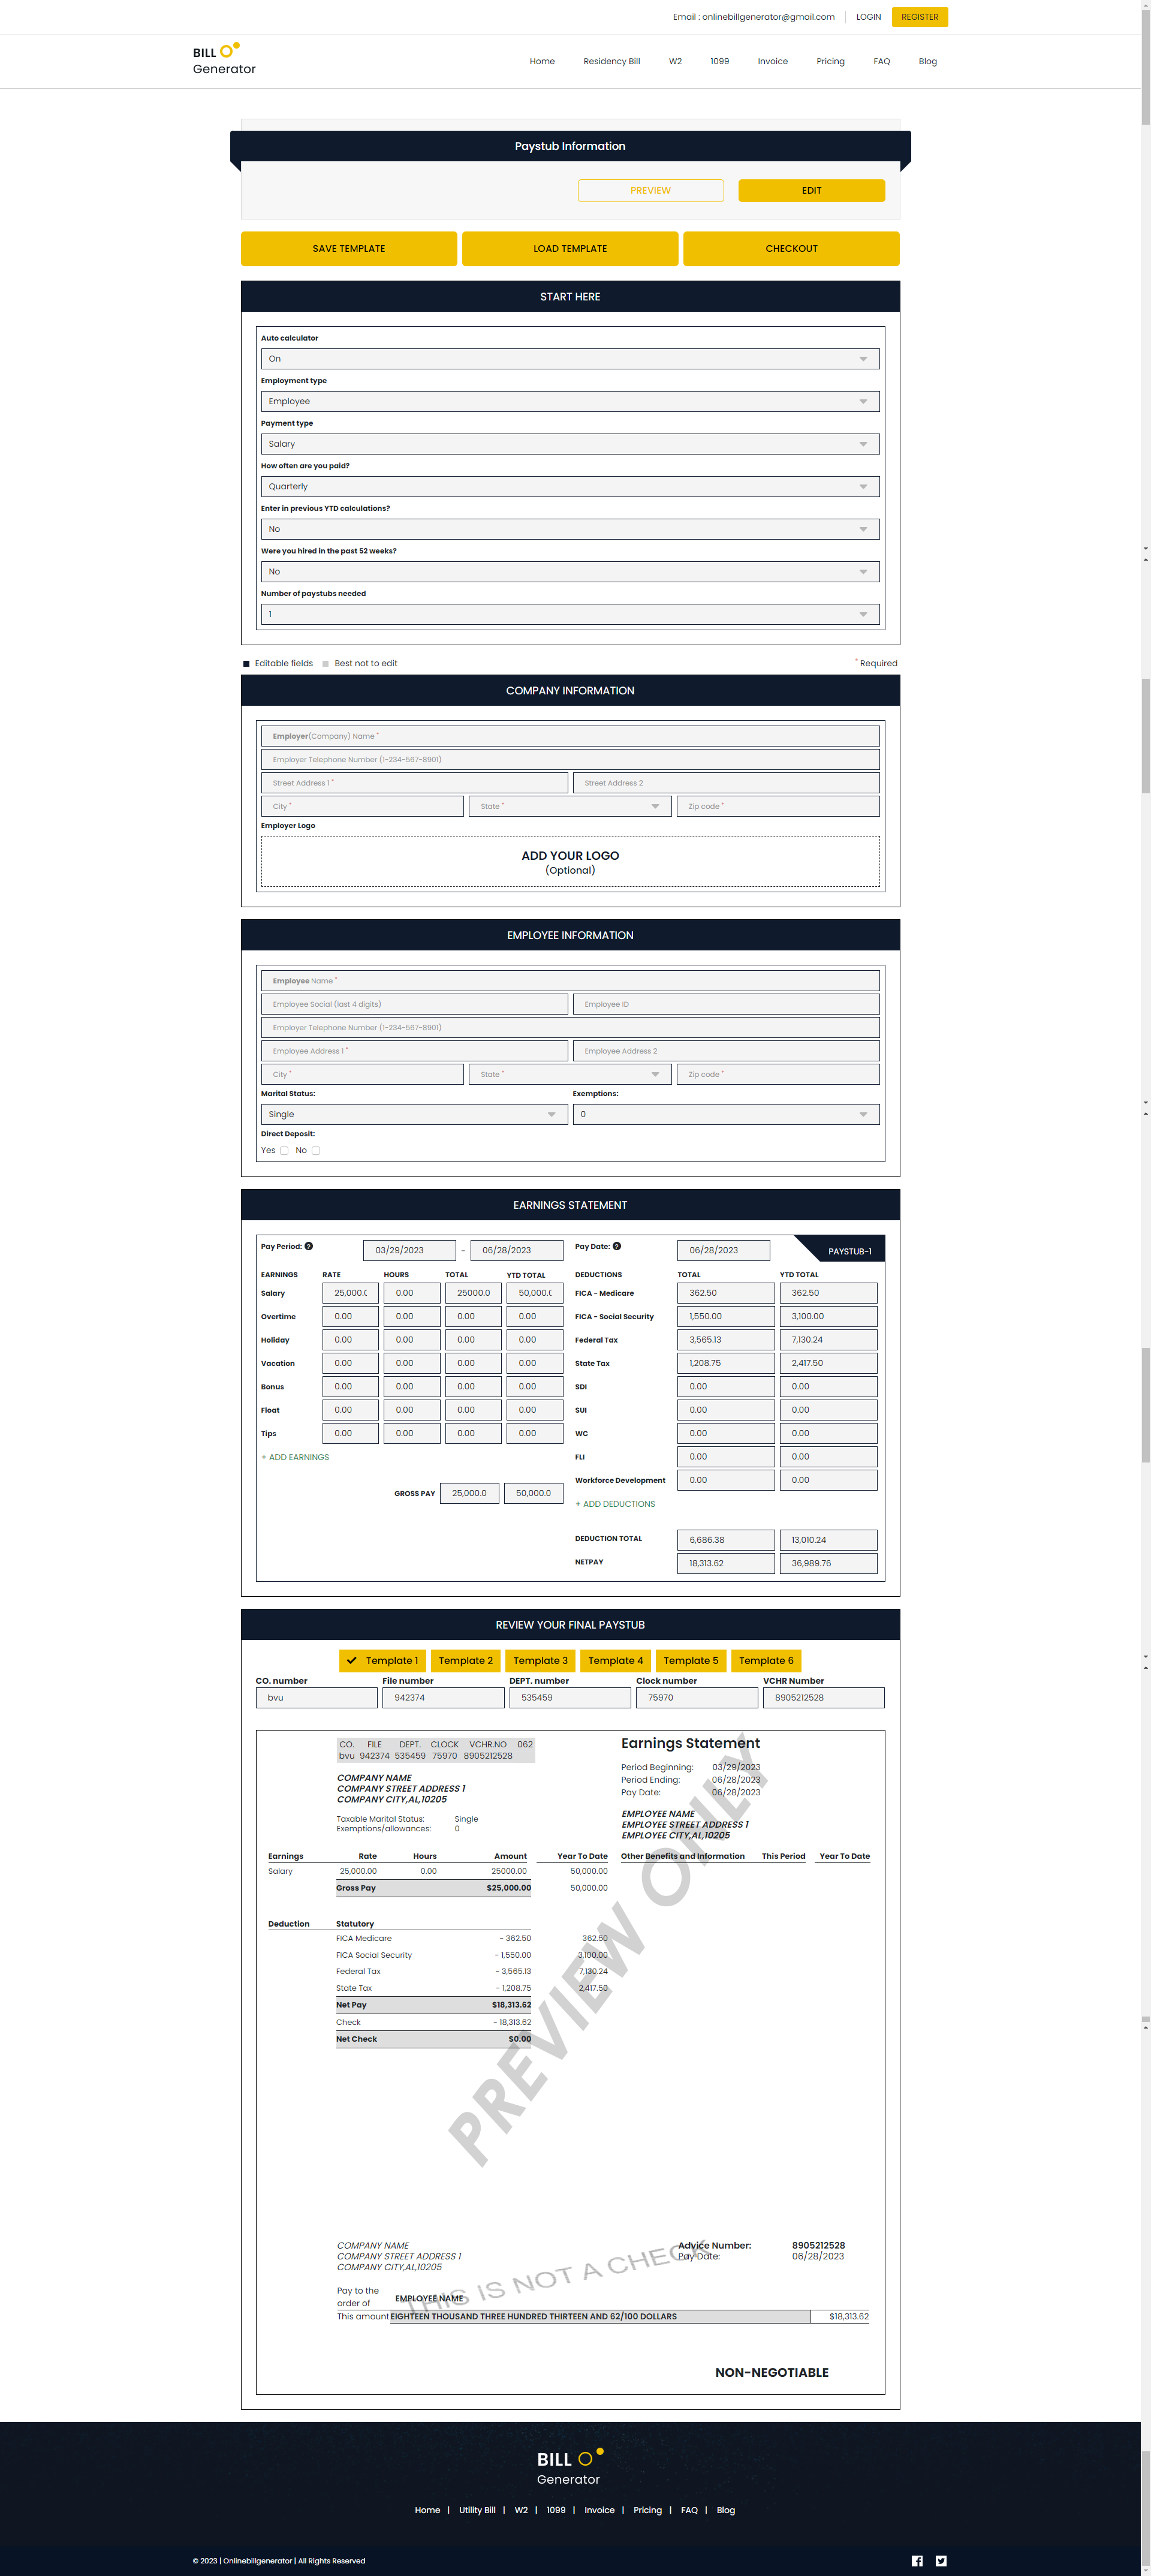 Email : onlinebillgenerator@gmail.com LOGIN REGISTER
BILL
Generator
Home Residency Bill W2 1099 Invoice Pricing FAQ Blog
Paystub Information
PREVIEW EDIT
SAVE TEMPLATE LOAD TEMPLATE CHECKOUT
START HERE
Auto calculator
On
Employment type
Employee
Payment type
Salary
How often are you paid?
Quarterly
Enter in previous YTD calculations?
No
Were you hired in the past 52 weeks?
No
Number of paystubs needed
1
Editable fields Best not to edit * Required
COMPANY INFORMATION
Employer(Company) Name *
Employer Telephone Number (1-234-567-8901)
Street Address 1 * Street Address 2
City * State * Zip code *
Employer Logo
ADD YOUR LOGO
(Optional)
EMPLOYEE INFORMATION
Employee Name *
Employee Social (last 4 digits) Employee ID
Employer Telephone Number (1-234-567-8901)
Employee Address 1 * Employee Address 2
City * State * Zip code *
Marital Status: Exemptions:
Single 0
Direct Deposit:
Yes No
EARNINGS STATEMENT
Pay Period: ? 03/29/2023 - 06/28/2023 Pay Date: ? 06/28/2023 PAYSTUB-1
EARNINGS RATE HOURS TOTAL YTD TOTAL DEDUCTIONS TOTAL YTD TOTAL
Salary 25,000.0 0.00 25000.0 50,000.0 FICA - Medicare 362.50 362.50
Overtime 0.00 0.00 0.00 0.00 FICA - Social Security 1,550.00 3,100.00
Holiday 0.00 0.00 0.00 0.00 Federal Tax 3,565.13 7,130.24
Vacation 0.00 0.00 0.00 0.00 State Tax 1,208.75 2,417.50
Bonus 0.00 0.00 0.00 0.00 SDI 0.00 0.00
Float 0.00 0.00 0.00 0.00 SUI 0.00 0.00
Tips 0.00 0.00 0.00 0.00 WC 0.00 0.00
+ ADD EARNINGS FLI 0.00 0.00
Workforce Development 0.00 0.00
GROSS PAY 25,000.0 50,000.0
+ ADD DEDUCTIONS
DEDUCTION TOTAL 6,686.38 13,010.24
NETPAY 18,313.62 36,989.76
REVIEW YOUR FINAL PAYSTUB
Template 1 Template 2 Template 3 Template 4 Template 5 Template 6
CO. number File number DEPT. number Clock number VCHR Number
bvu 942374 535459 75970 8905212528
CO. FILE DEPT. CLOCK VCHR.NO 062
bvu 942374 535459 75970 8905212528
Earnings Statement
Period Beginning: 03/29/2023
Period Ending: 06/28/2023
Pay Date: 06/28/2023
COMPANY NAME
COMPANY STREET ADDRESS 1
COMPANY CITY,AL,10205
Taxable Marital Status: Single
Exemptions/allowances: 0
EMPLOYEE NAME
EMPLOYEE STREET ADDRESS 1
EMPLOYEE CITY,AL,10205
Earnings Rate Hours Amount Year To Date Other Benefits and Information This Period Year To Date
Salary 25,000.00 0.00 25000.00 50,000.00
Gross Pay $25,000.00 50,000.00
Deduction Statutory
FICA Medicare - 362.50 362.50
FICA Social Security - 1,550.00 3,100.00
Federal Tax - 3,565.13 7,130.24
State Tax - 1,208.75 2,417.50
Net Pay $18,313.62
Check - 18,313.62
Net Check $0.00
PREVIEW ONLY
COMPANY NAME
COMPANY STREET ADDRESS 1
COMPANY CITY,AL,10205
Advice Number: 8905212528
Pay Date: 06/28/2023
THIS IS NOT A CHECK
Pay to the
order of EMPLOYEE NAME
This amount EIGHTEEN THOUSAND THREE HUNDRED THIRTEEN AND 62/100 DOLLARS $18,313.62
NON-NEGOTIABLE
BILL
Generator
Home | Utility Bill | W2 | 1099 | Invoice | Pricing | FAQ | Blog
© 2023 | Onlinebillgenerator | All Rights Reserved